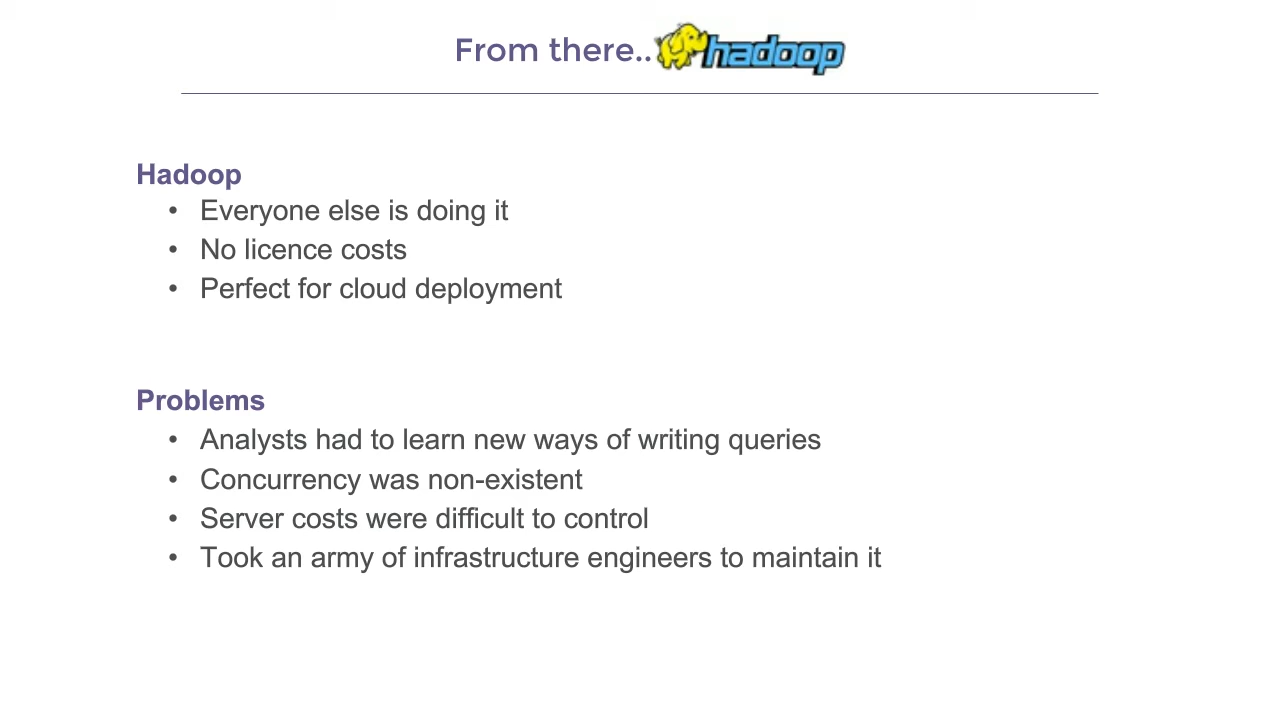 From there.. hadoop
Hadoop
• Everyone else is doing it
• No licence costs
• Perfect for cloud deployment
Problems
• Analysts had to learn new ways of writing queries
• Concurrency was non-existent
• Server costs were difficult to control
• Took an army of infrastructure engineers to maintain it